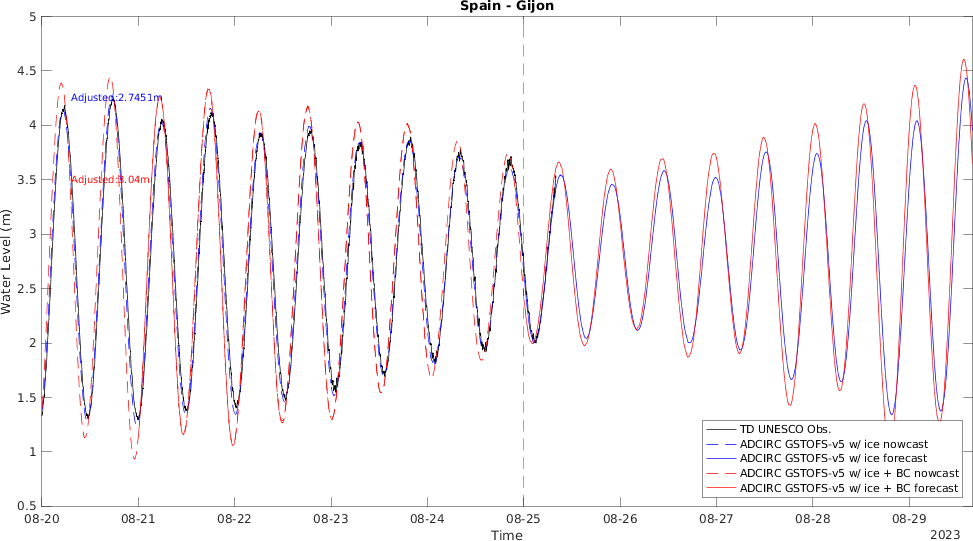 Spain - Gijon
5
4.5
4
3.5
3
2.5
2
1.5
1
0.5
Water Level (m)
Adjusted:2.7451m
Adjusted:3.04m
TD UNESCO Obs.
ADCIRC GSTOFS-v5 w/ ice nowcast
ADCIRC GSTOFS-v5 w/ ice forecast
ADCIRC GSTOFS-v5 w/ ice + BC nowcast
ADCIRC GSTOFS-v5 w/ ice + BC forecast
08-20 08-21 08-22 08-23 08-24 08-25 08-26 08-27 08-28 08-29
Time
2023